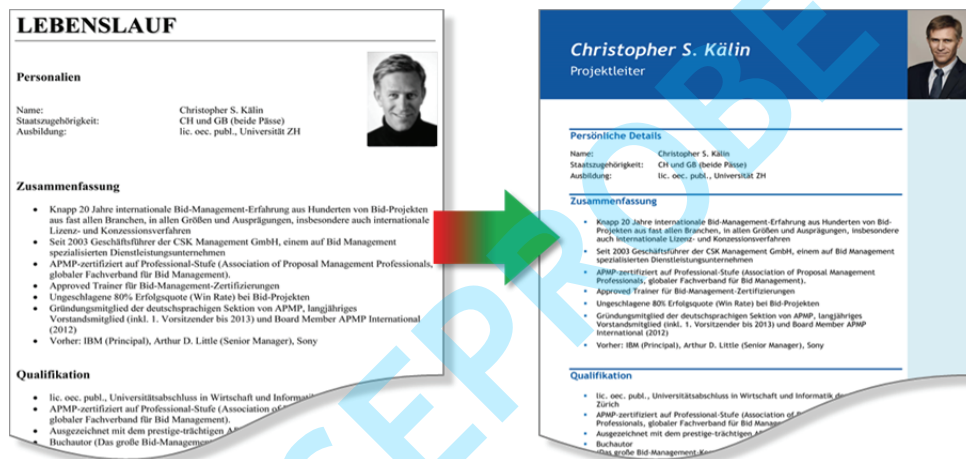 LEBENSLAUF
Personalien
Name: Christopher S. Kälin
Staatszugehörigkeit: CH und GB (beide Pässe)
Ausbildung: lic. oec. publ., Universität ZH
Zusammenfassung
• Knapp 20 Jahre internationale Bid-Management-Erfahrung aus Hunderten von Bid-Projekten
aus fast allen Branchen, in allen Größen und Ausprägungen, insbesondere auch internationale
Lizenz- und Konzessionsverfahren
• Seit 2003 Geschäftsführer der CSK Management GmbH, einem auf Bid Management
spezialisierten Dienstleistungsunternehmen
• APMP-zertifiziert auf Professional-Stufe (Association of Proposal Management Professionals,
globaler Fachverband für Bid Management).
• Approved Trainer für Bid-Management-Zertifizierungen
• Ungeschlagene 80% Erfolgsquote (Win Rate) bei Bid-Projekten
• Gründungsmitglied der deutschsprachigen Sektion von APMP, langjähriges
Vorstandsmitglied (inkl. 1. Vorsitzender bis 2013) und Board Member APMP International
(2012)
• Vorher: IBM (Principal), Arthur D. Little (Senior Manager), Sony
Qualifikation
• lic. oec. publ., Universitätsabschluss in Wirtschaft und
• APMP-zertifiziert auf Professional-Stufe (Association of
globaler Fachverband für Bid Management).
• Ausgezeichnet mit dem prestige-trächtigen
• Buchautor (Das große Bid-Management
Christopher S. Kälin
Projektleiter
Persönliche Details
Name: Christopher S. Kälin
Staatszugehörigkeit: CH und GB (beide Pässe)
Ausbildung: lic. oec. publ., Universität ZH
Zusammenfassung
• Knapp 20 Jahre internationale Bid-Management-Erfahrung aus Hunderten von Bid-
Projekten aus fast allen Branchen, in allen Größen und Ausprägungen, insbesondere
auch internationale Lizenz- und Konzessionsverfahren
• Seit 2003 Geschäftsführer der CSK Management GmbH, einem auf Bid Management
spezialisierten Dienstleistungsunternehmen
• APMP-zertifiziert auf Professional-Stufe (Association of Proposal Management
Professionals, globaler Fachverband für Bid Management).
• Approved Trainer für Bid-Management-Zertifizierungen
• Ungeschlagene 80% Erfolgsquote (Win Rate) bei Bid-Projekten
• Gründungsmitglied der deutschsprachigen Sektion von APMP, langjähriges
Vorstandsmitglied (inkl. 1. Vorsitzender bis 2013) und Board Member APMP
International (2012)
• Vorher: IBM (Principal), Arthur D. Little (Senior Manager), Sony
Qualifikation
• lic. oec. publ., Universitätsabschluss in Wirtschaft und Informatik
Zürich
• APMP-zertifiziert auf Professional-Stufe (Association of
Professionals, globaler Fachverband für Bid
• Ausgezeichnet mit dem prestige-trächtigen
• Buchautor
(Das große Bid-Management
SEPROBE